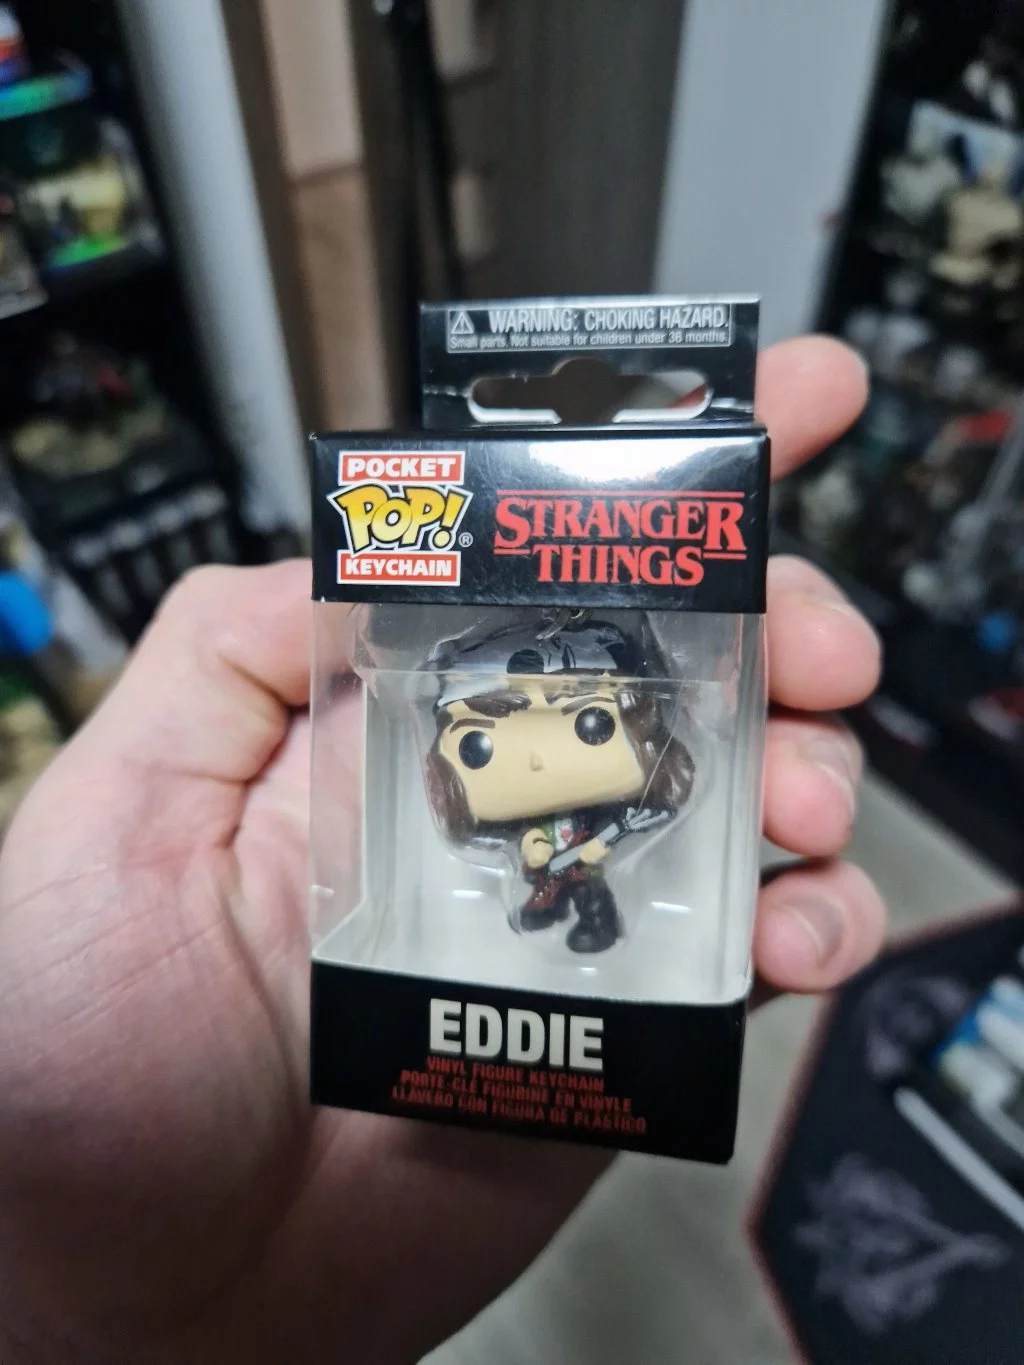 WARNING: CHOKING HAZARD.
Small parts. Not suitable for children under 36 months.
POCKET
POP!®
KEYCHAIN
STRANGER
THINGS
EDDIE
VINYL FIGURE KEYCHAIN
PORTE-CLÉ FIGURINE EN VINYLE
LLAVERO CON FIGURA DE PLÁSTICO